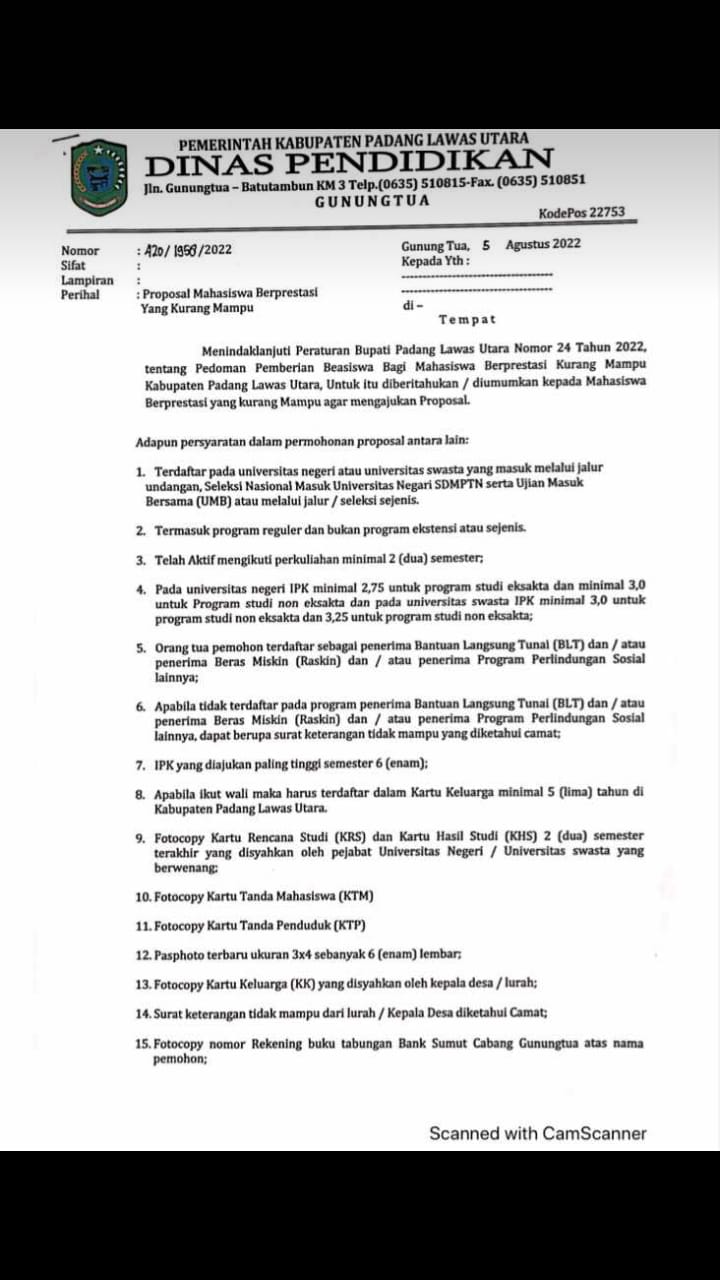 PEMERINTAH KABUPATEN PADANG LAWAS UTARA
DINAS PENDIDIKAN
Jln. Gunungtua – Batutambun KM 3 Telp.(0635) 510815-Fax. (0635) 510851
GUNUNGTUA
KodePos 22753
Nomor : 420/ 1958/2022
Sifat :
Lampiran :
Perihal : Proposal Mahasiswa Berprestasi
Yang Kurang Mampu
Gunung Tua, 5 Agustus 2022
Kepada Yth :
di –
Tempat
Menindaklanjuti Peraturan Bupati Padang Lawas Utara Nomor 24 Tahun 2022,
tentang Pedoman Pemberian Beasiswa Bagi Mahasiswa Berprestasi Kurang Mampu
Kabupaten Padang Lawas Utara, Untuk itu diberitahukan / diumumkan kepada Mahasiswa
Berprestasi yang kurang Mampu agar mengajukan Proposal.
Adapun persyaratan dalam permohonan proposal antara lain:
1. Terdaftar pada universitas negeri atau universitas swasta yang masuk melalui jalur
undangan, Seleksi Nasional Masuk Universitas Negari SDMPTN serta Ujian Masuk
Bersama (UMB) atau melalui jalur / seleksi sejenis.
2. Termasuk program reguler dan bukan program ekstensi atau sejenis.
3. Telah Aktif mengikuti perkuliahan minimal 2 (dua) semester;
4. Pada universitas negeri IPK minimal 2,75 untuk program studi eksakta dan minimal 3,0
untuk Program studi non eksakta dan pada universitas swasta IPK minimal 3,0 untuk
program studi non eksakta dan 3,25 untuk program studi non eksakta;
5. Orang tua pemohon terdaftar sebagai penerima Bantuan Langsung Tunai (BLT) dan / atau
penerima Beras Miskin (Raskin) dan / atau penerima Program Perlindungan Sosial
lainnya;
6. Apabila tidak terdaftar pada program penerima Bantuan Langsung Tunai (BLT) dan / atau
penerima Beras Miskin (Raskin) dan / atau penerima Program Perlindungan Sosial
lainnya, dapat berupa surat keterangan tidak mampu yang diketahui camat;
7. IPK yang diajukan paling tinggi semester 6 (enam);
8. Apabila ikut wali maka harus terdaftar dalam Kartu Keluarga minimal 5 (lima) tahun di
Kabupaten Padang Lawas Utara.
9. Fotocopy Kartu Rencana Studi (KRS) dan Kartu Hasil Studi (KHS) 2 (dua) semester
terakhir yang disyahkan oleh pejabat Universitas Negeri / Universitas swasta yang
berwenang;
10. Fotocopy Kartu Tanda Mahasiswa (KTM)
11. Fotocopy Kartu Tanda Penduduk (KTP)
12. Pasphoto terbaru ukuran 3x4 sebanyak 6 (enam) lembar;
13. Fotocopy Kartu Keluarga (KK) yang disyahkan oleh kepala desa / lurah;
14. Surat keterangan tidak mampu dari lurah / Kepala Desa diketahui Camat;
15. Fotocopy nomor Rekening buku tabungan Bank Sumut Cabang Gunungtua atas nama
pemohon;
Scanned with CamScanner